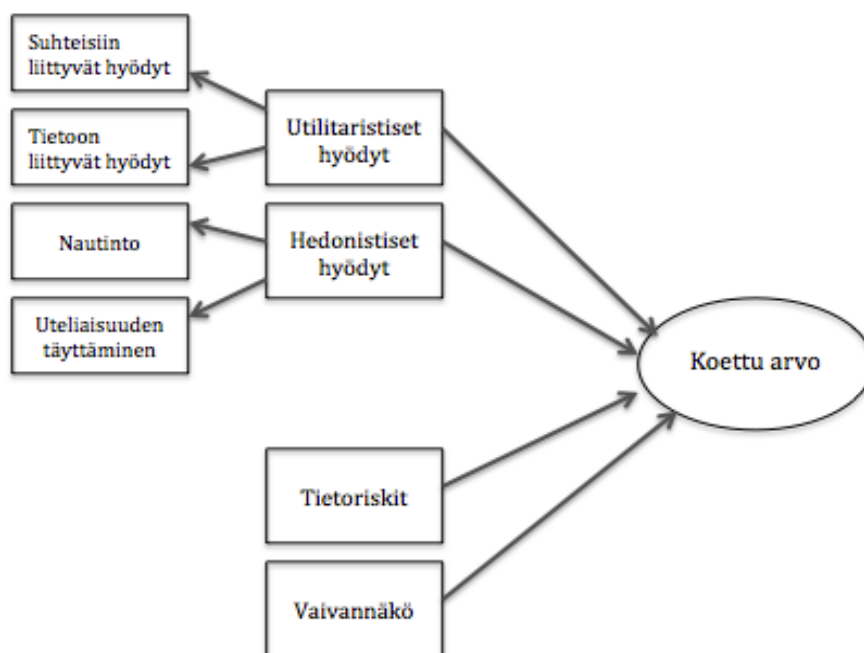 Suhteisiin
liittyvät hyödyt
Tietoon
liittyvät hyödyt
Nautinto
Uteliaisuuden
täyttäminen
Utilitaristiset
hyödyt
Hedonistiset
hyödyt
Tietoriskit
Vaivannäkö
Koettu arvo